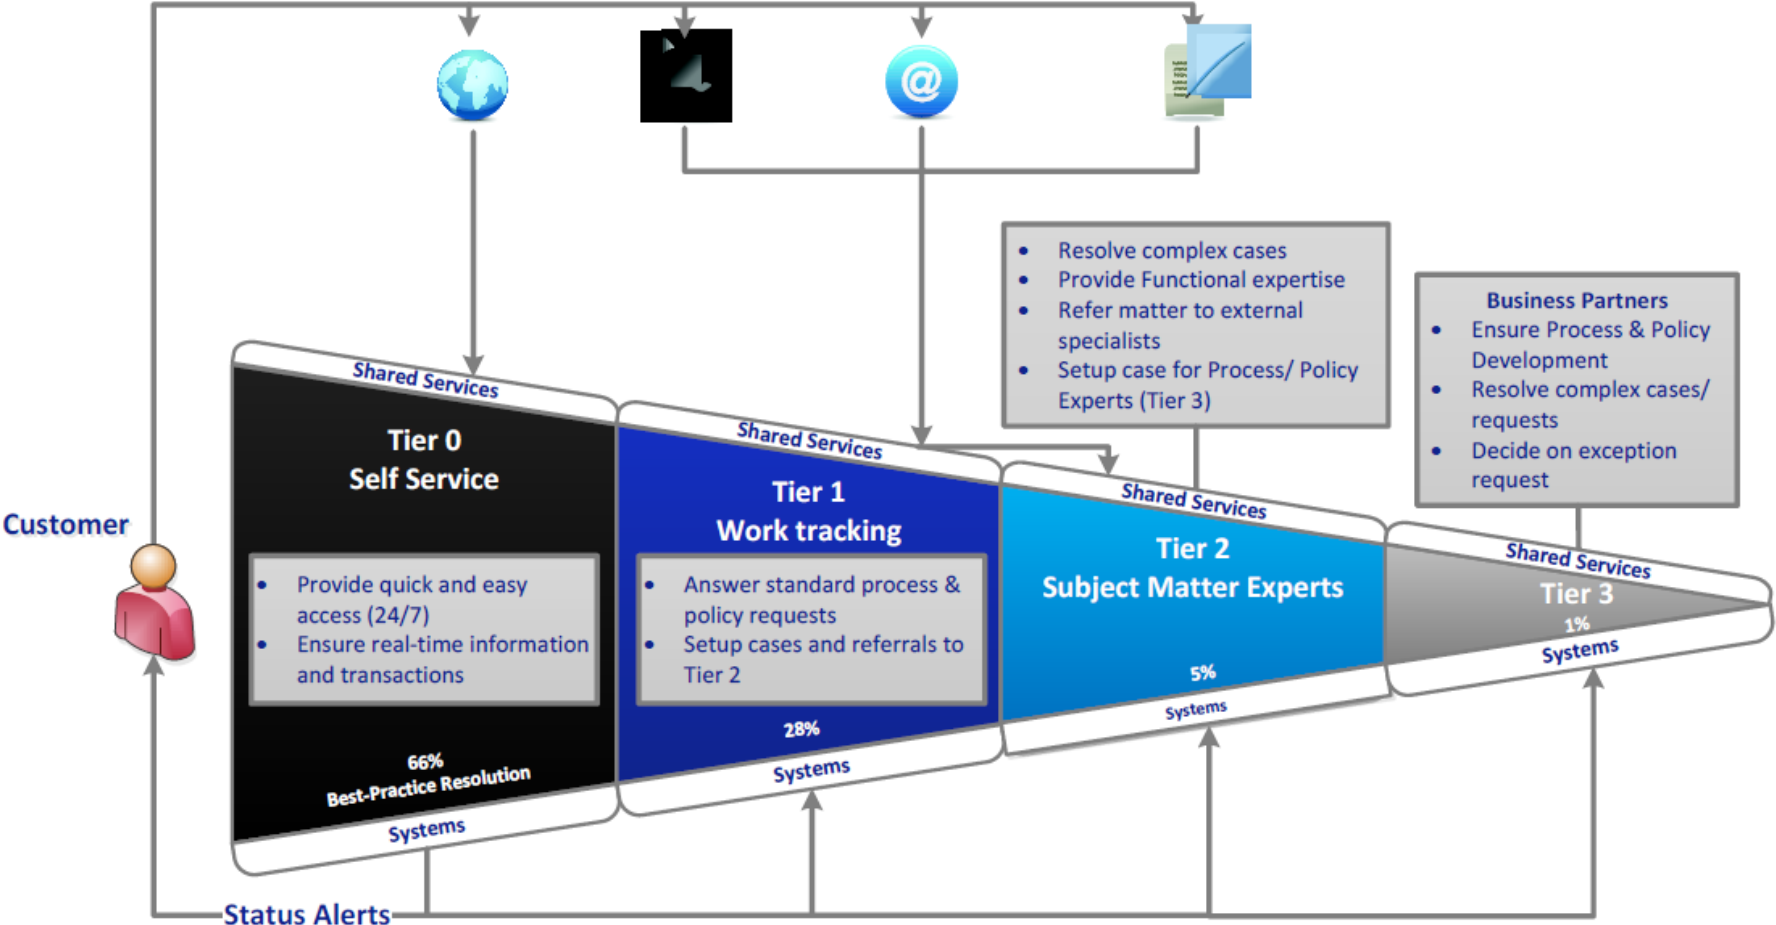 Resolve complex cases
Provide Functional expertise
Refer matter to external
specialists
Setup case for Process/ Policy
Experts (Tier 3)
Business Partners
Ensure Process & Policy
Development
Resolve complex cases/
requests
Decide on exception
request
Shared Services
Shared Services
Shared Services
Shared Services
Customer
Tier 0
Self Service
Provide quick and easy
access (24/7)
Ensure real-time information
and transactions
66%
Best-Practice Resolution
Systems
Tier 1
Work tracking
Answer standard process &
policy requests
Setup cases and referrals to
Tier 2
28%
Systems
Tier 2
Subject Matter Experts
5%
Systems
Tier 3
1%
Systems
Status Alerts